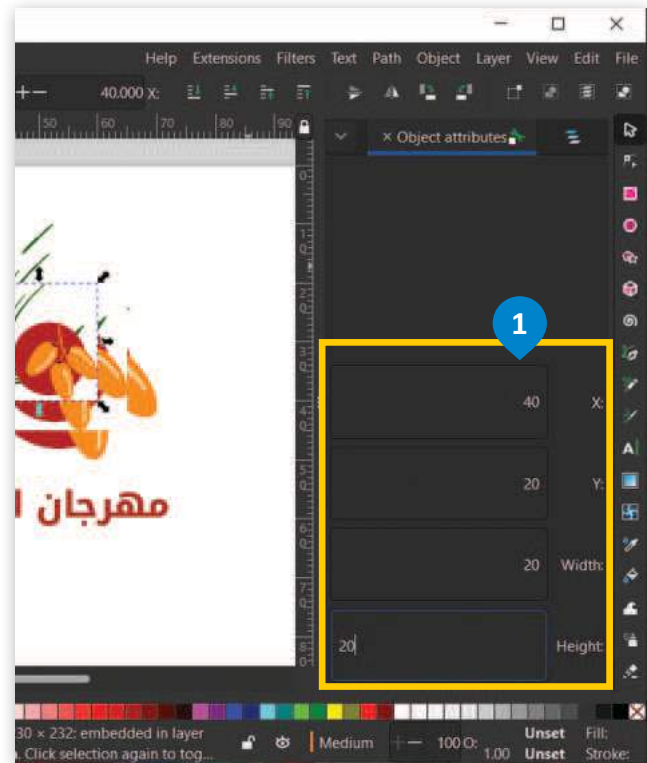 Help Extensions Filters Text Path Object Layer View Edit File
40.000 X:
50 60 70 80 90
× Object attributes
1
40 X:
20 Y:
20 Width:
20 Height:
A
مهرجان ا
30 × 232: embedded in layer
. Click selection again to tog...
Medium
100 O:
1.00
Unset Fill:
Unset Stroke: